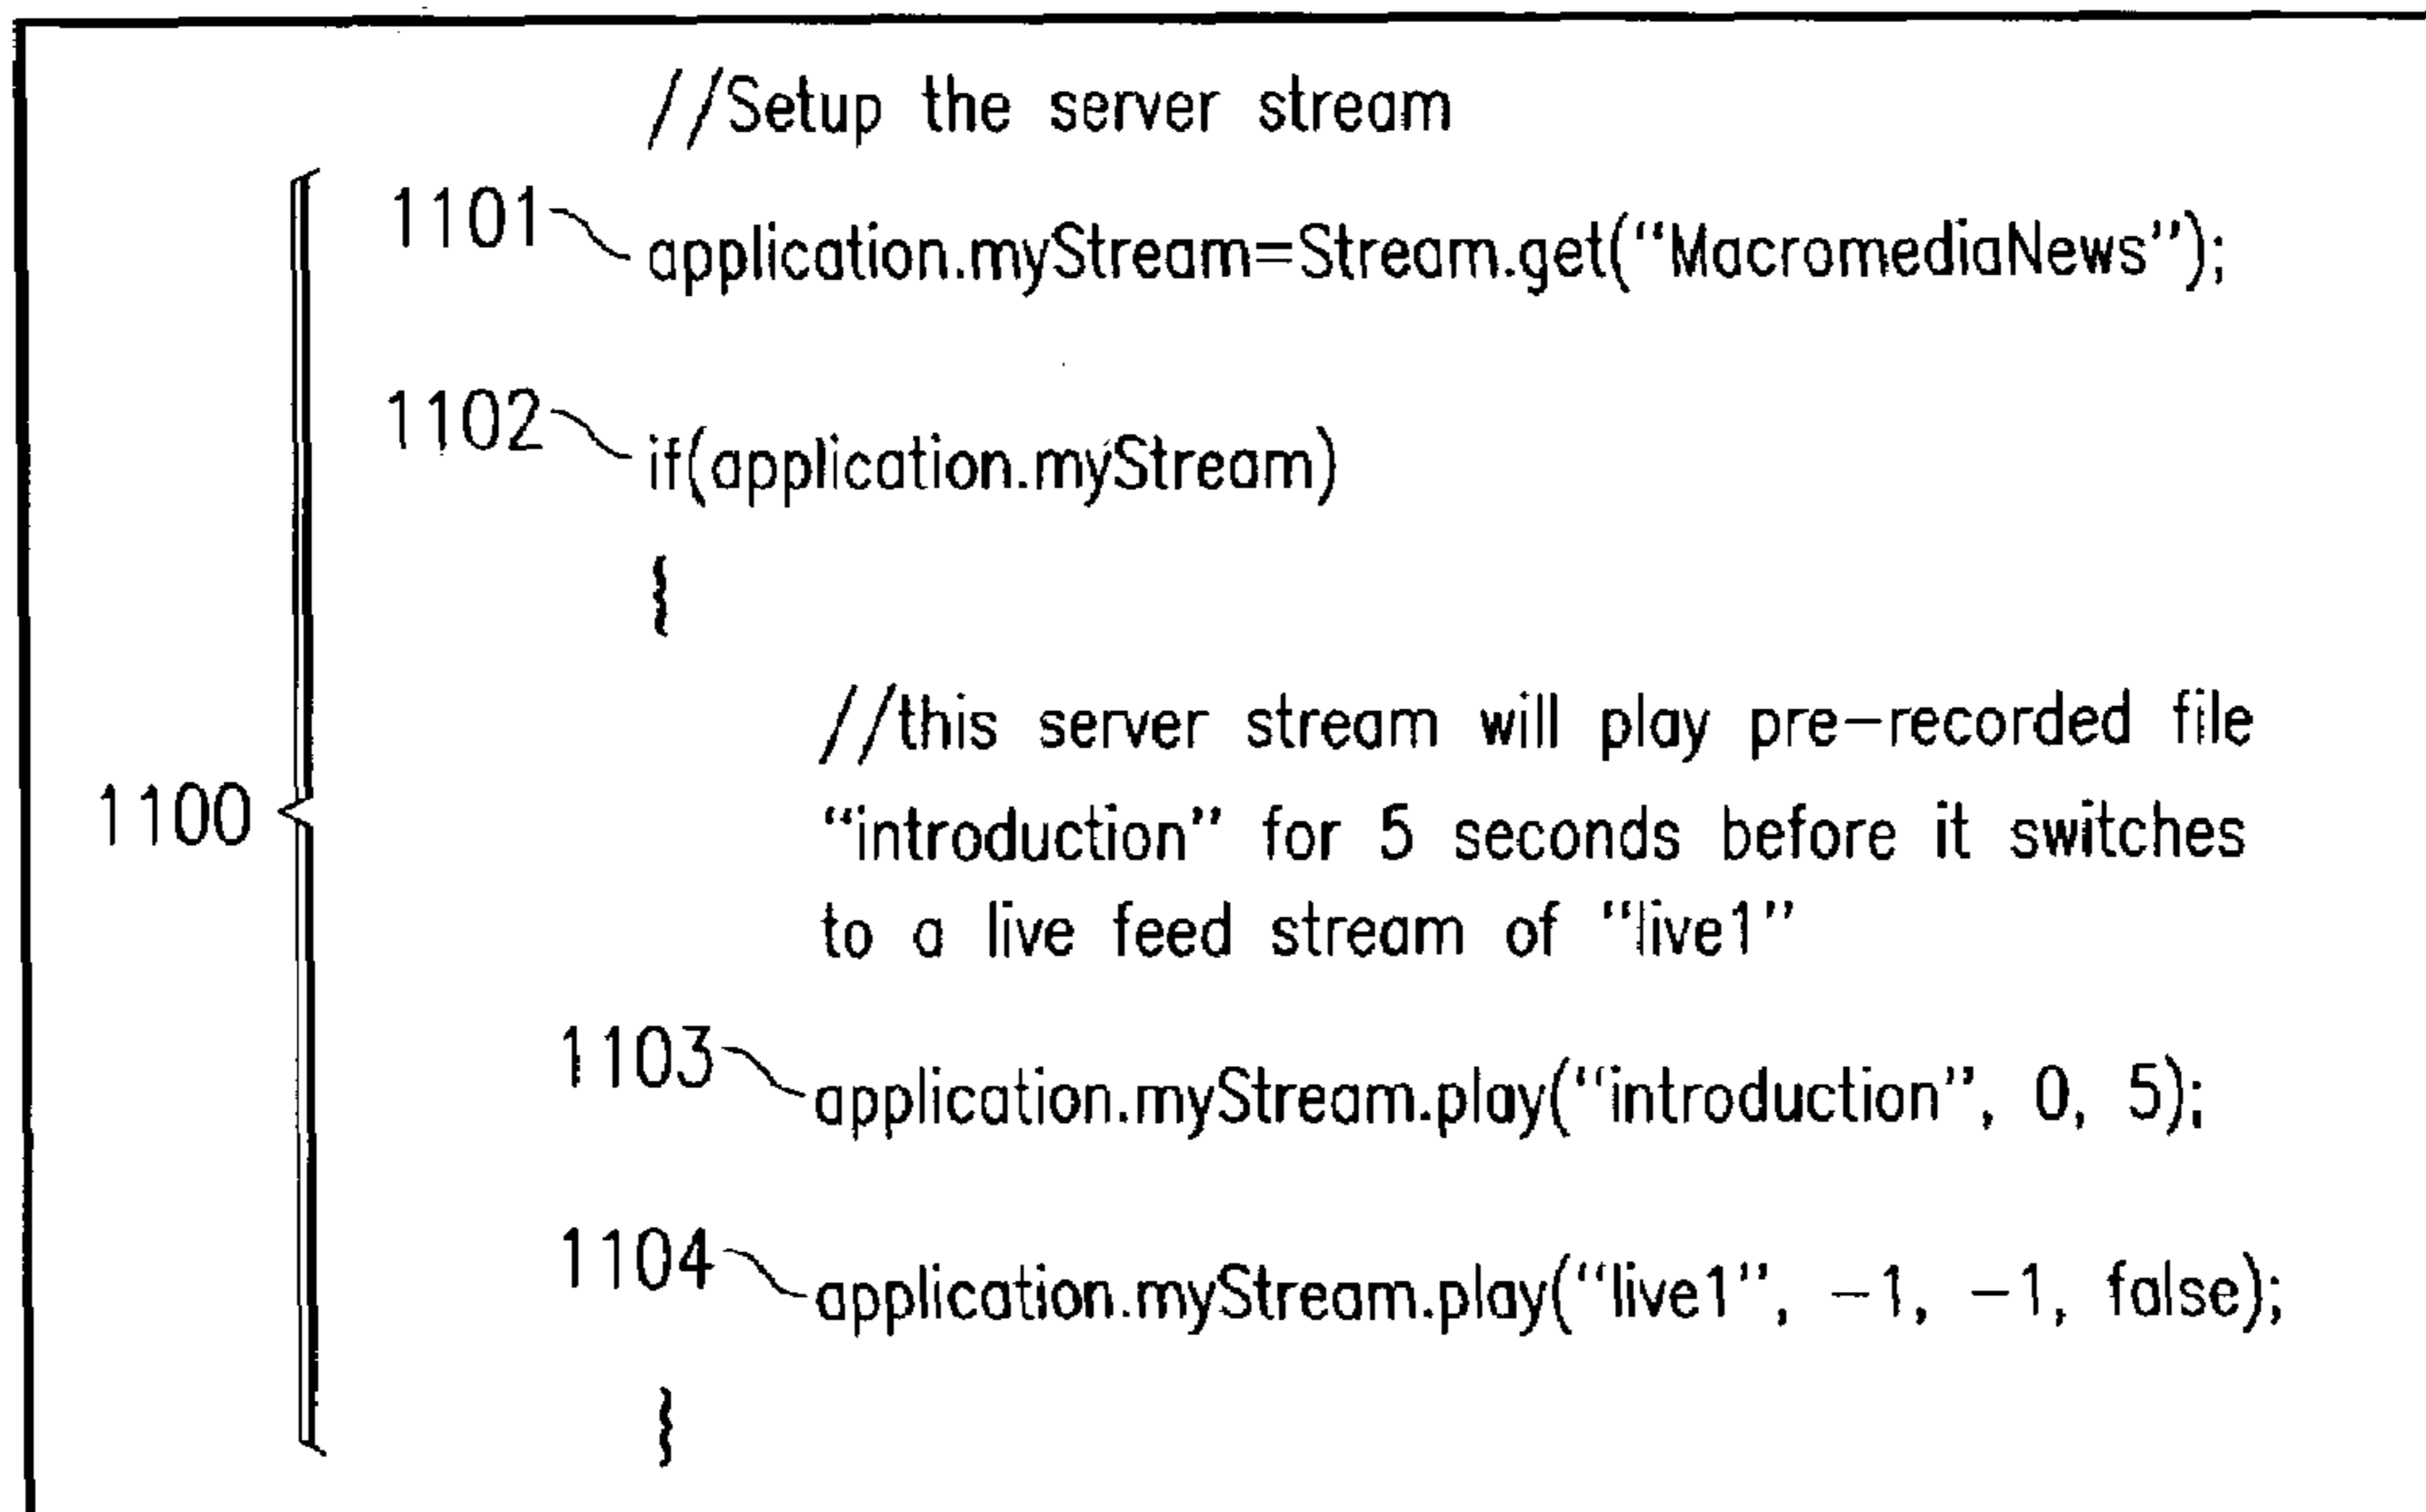 //Setup the server stream
1101 application.myStream=Stream.get(“MacromediaNews”);
1102 if(application.myStream)
{
//this server stream will play pre-recorded file
1100 “introduction” for 5 seconds before it switches
to a live feed stream of “live1”
1103 application.myStream.play(“introduction”, 0, 5);
1104 application.myStream.play(“live1”, -1, -1, false);
}